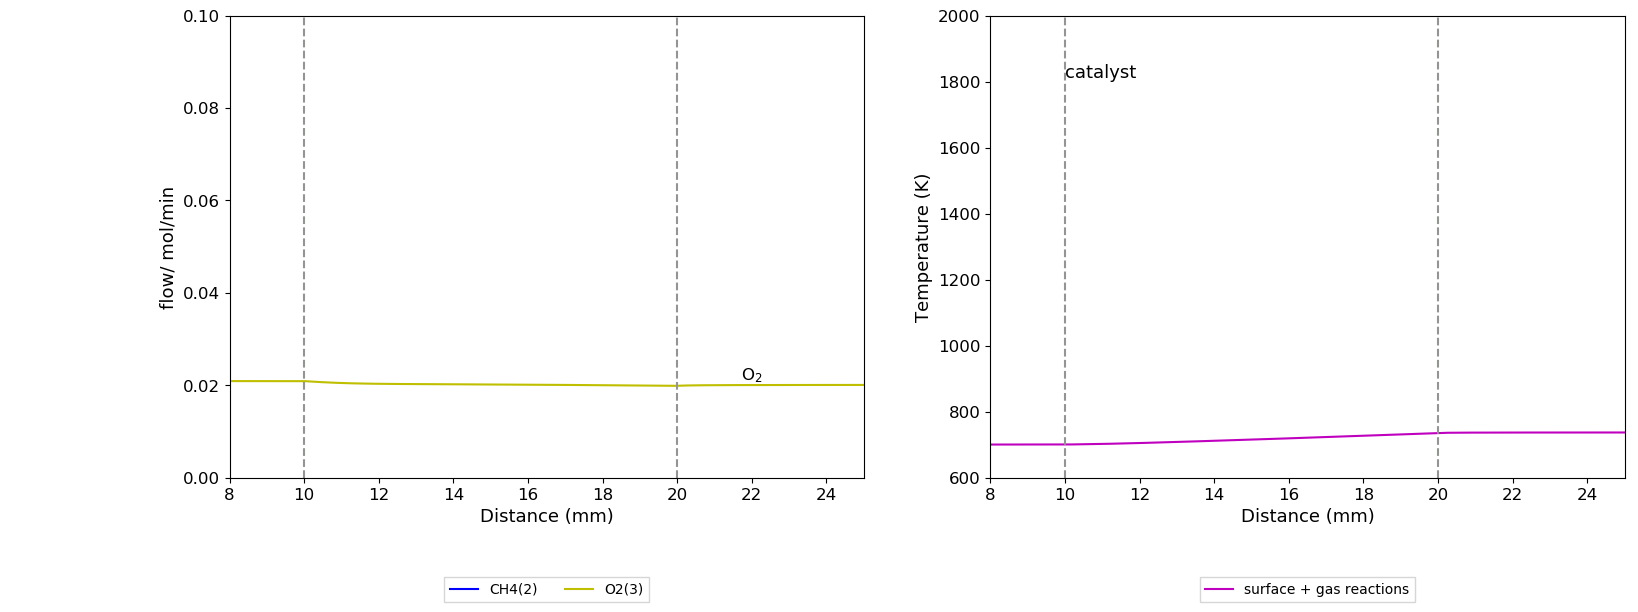 0.10
0.08
0.06
0.04
0.02
0.00
flow/ mol/min
O₂
8 10 12 14 16 18 20 22 24
Distance (mm)
CH4(2) O2(3)
2000
1800
1600
1400
1200
1000
800
600
Temperature (K)
catalyst
8 10 12 14 16 18 20 22 24
Distance (mm)
surface + gas reactions